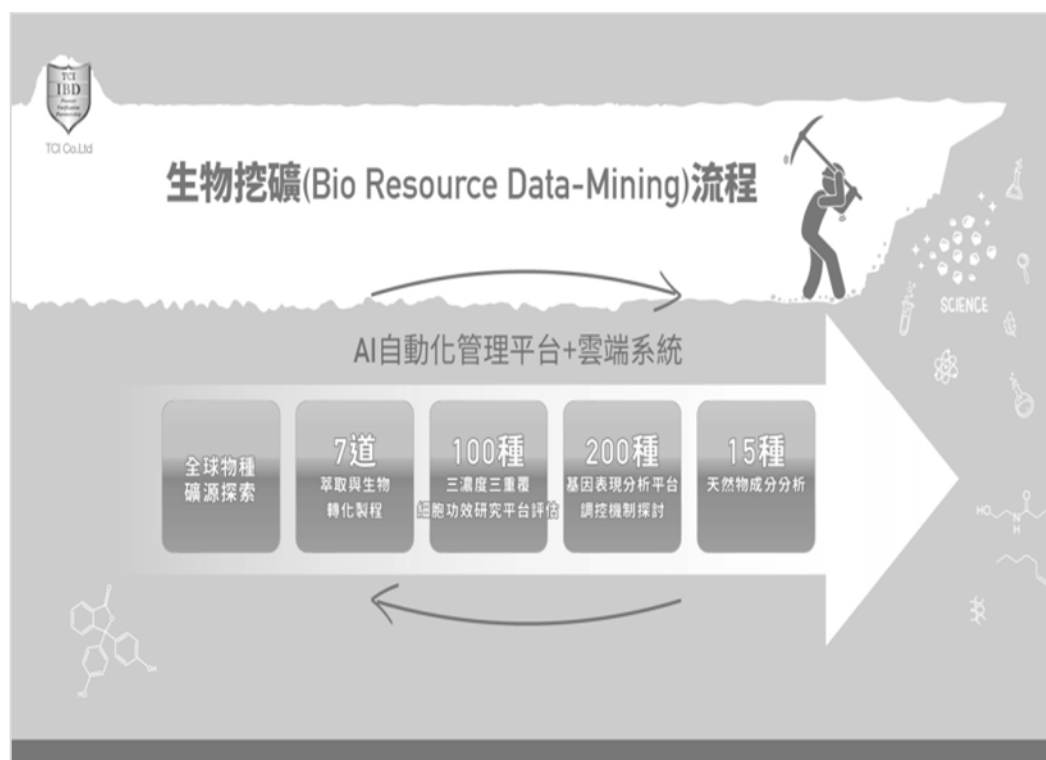 TCI
IBD
TCI Co.Ltd
生物挖礦(Bio Resource Data-Mining)流程
SCIENCE
AI自動化管理平台+雲端系統
全球物種
礦源探索
7道
萃取與生物
轉化製程
100種
三濃度三重覆
細胞功效研究平台評估
200種
基因表現分析平台
調控機制探討
15種
天然物成分分析
HO
O
N
H
O
O
HO
OH